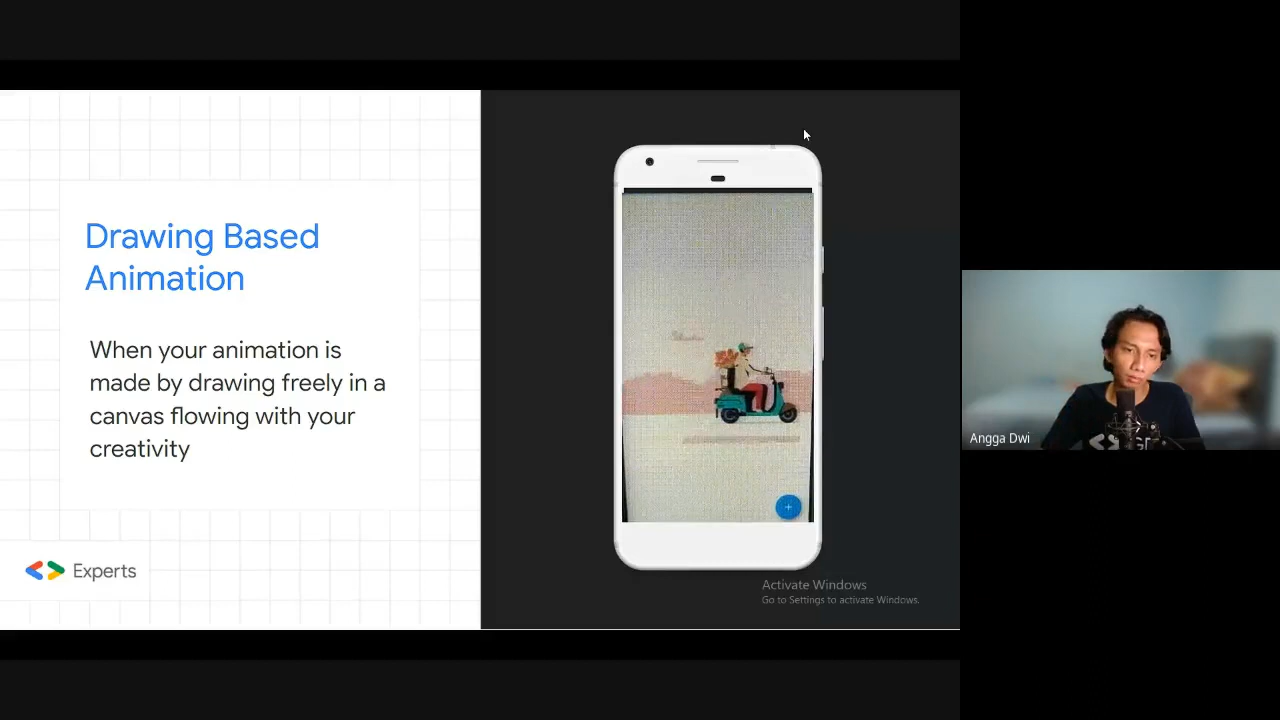 Drawing Based
Animation
When your animation is
made by drawing freely in a
canvas flowing with your
creativity
Experts
Activate Windows
Go to Settings to activate Windows.
Angga Dwi